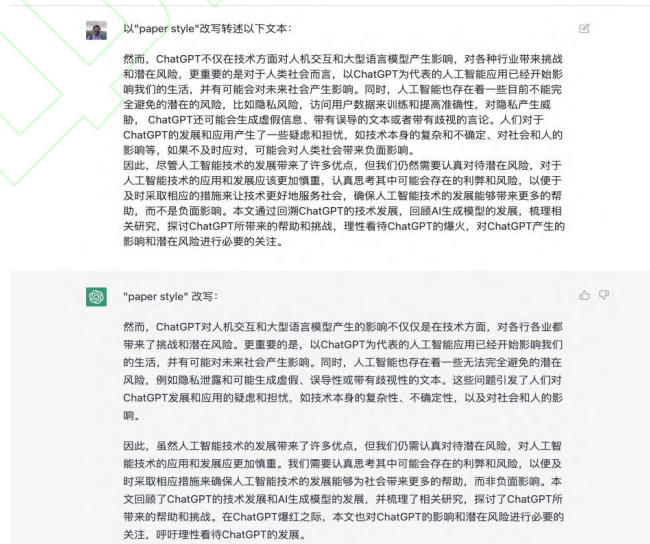 以"paper style"改写转述以下文本：
然而，ChatGPT不仅在技术方面对人机交互和大型语言模型产生影响，对各种行业带来挑战
和潜在风险，更重要的是对于人类社会而言，以ChatGPT为代表的人工智能应用已经开始影
响我们的生活，并有可能会对未来社会产生影响。同时，人工智能也存在着一些目前不能完
全避免的潜在的风险，比如隐私风险，访问用户数据来训练和提高准确性，对隐私产生威
胁， ChatGPT还可能会生成虚假信息、带有误导的文本或者带有歧视的言论。人们对于
ChatGPT的发展和应用产生了一些疑虑和担忧，如技术本身的复杂和不确定、对社会和人的
影响等，如果不及时应对，可能会对人类社会带来负面影响。
因此，尽管人工智能技术的发展带来了许多优点，但我们仍然需要认真对待潜在风险，对于
人工智能技术的应用和发展应该更加慎重，认真思考其中可能会存在的利弊和风险，以便于
及时采取相应的措施来让技术更好地服务社会，确保人工智能技术的发展能够带来更多的帮
助，而不是负面影响。本文通过回溯ChatGPT的技术发展，回顾AI生成模型的发展，梳理相
关研究，探讨ChatGPT所带来的帮助和挑战，理性看待ChatGPT的爆火，对ChatGPT产生的
影响和潜在风险进行必要的关注。
"paper style" 改写：
然而，ChatGPT对人机交互和大型语言模型产生的影响不仅仅是在技术方面，对各行各业都
带来了挑战和潜在风险。更重要的是，以ChatGPT为代表的人工智能应用已经开始影响我们
的生活，并有可能对未来社会产生影响。同时，人工智能也存在着一些无法完全避免的潜在
风险，例如隐私泄露和可能生成虚假、误导性或带有歧视性的文本。这些问题引发了人们对
ChatGPT发展和应用的疑虑和担忧，如技术本身的复杂性、不确定性，以及对社会和人的影
响。
因此，虽然人工智能技术的发展带来了许多优点，但我们仍需认真对待潜在风险，对人工智
能技术的应用和发展应更加慎重。我们需要认真思考其中可能会存在的利弊和风险，以便及
时采取相应措施来确保人工智能技术的发展能够为社会带来更多的帮助，而非负面影响。本
文回顾了ChatGPT的技术发展和AI生成模型的发展，并梳理了相关研究，探讨了ChatGPT所
带来的帮助和挑战。在ChatGPT爆红之际，本文也对ChatGPT的影响和潜在风险进行必要的
关注，呼吁理性看待ChatGPT的发展。